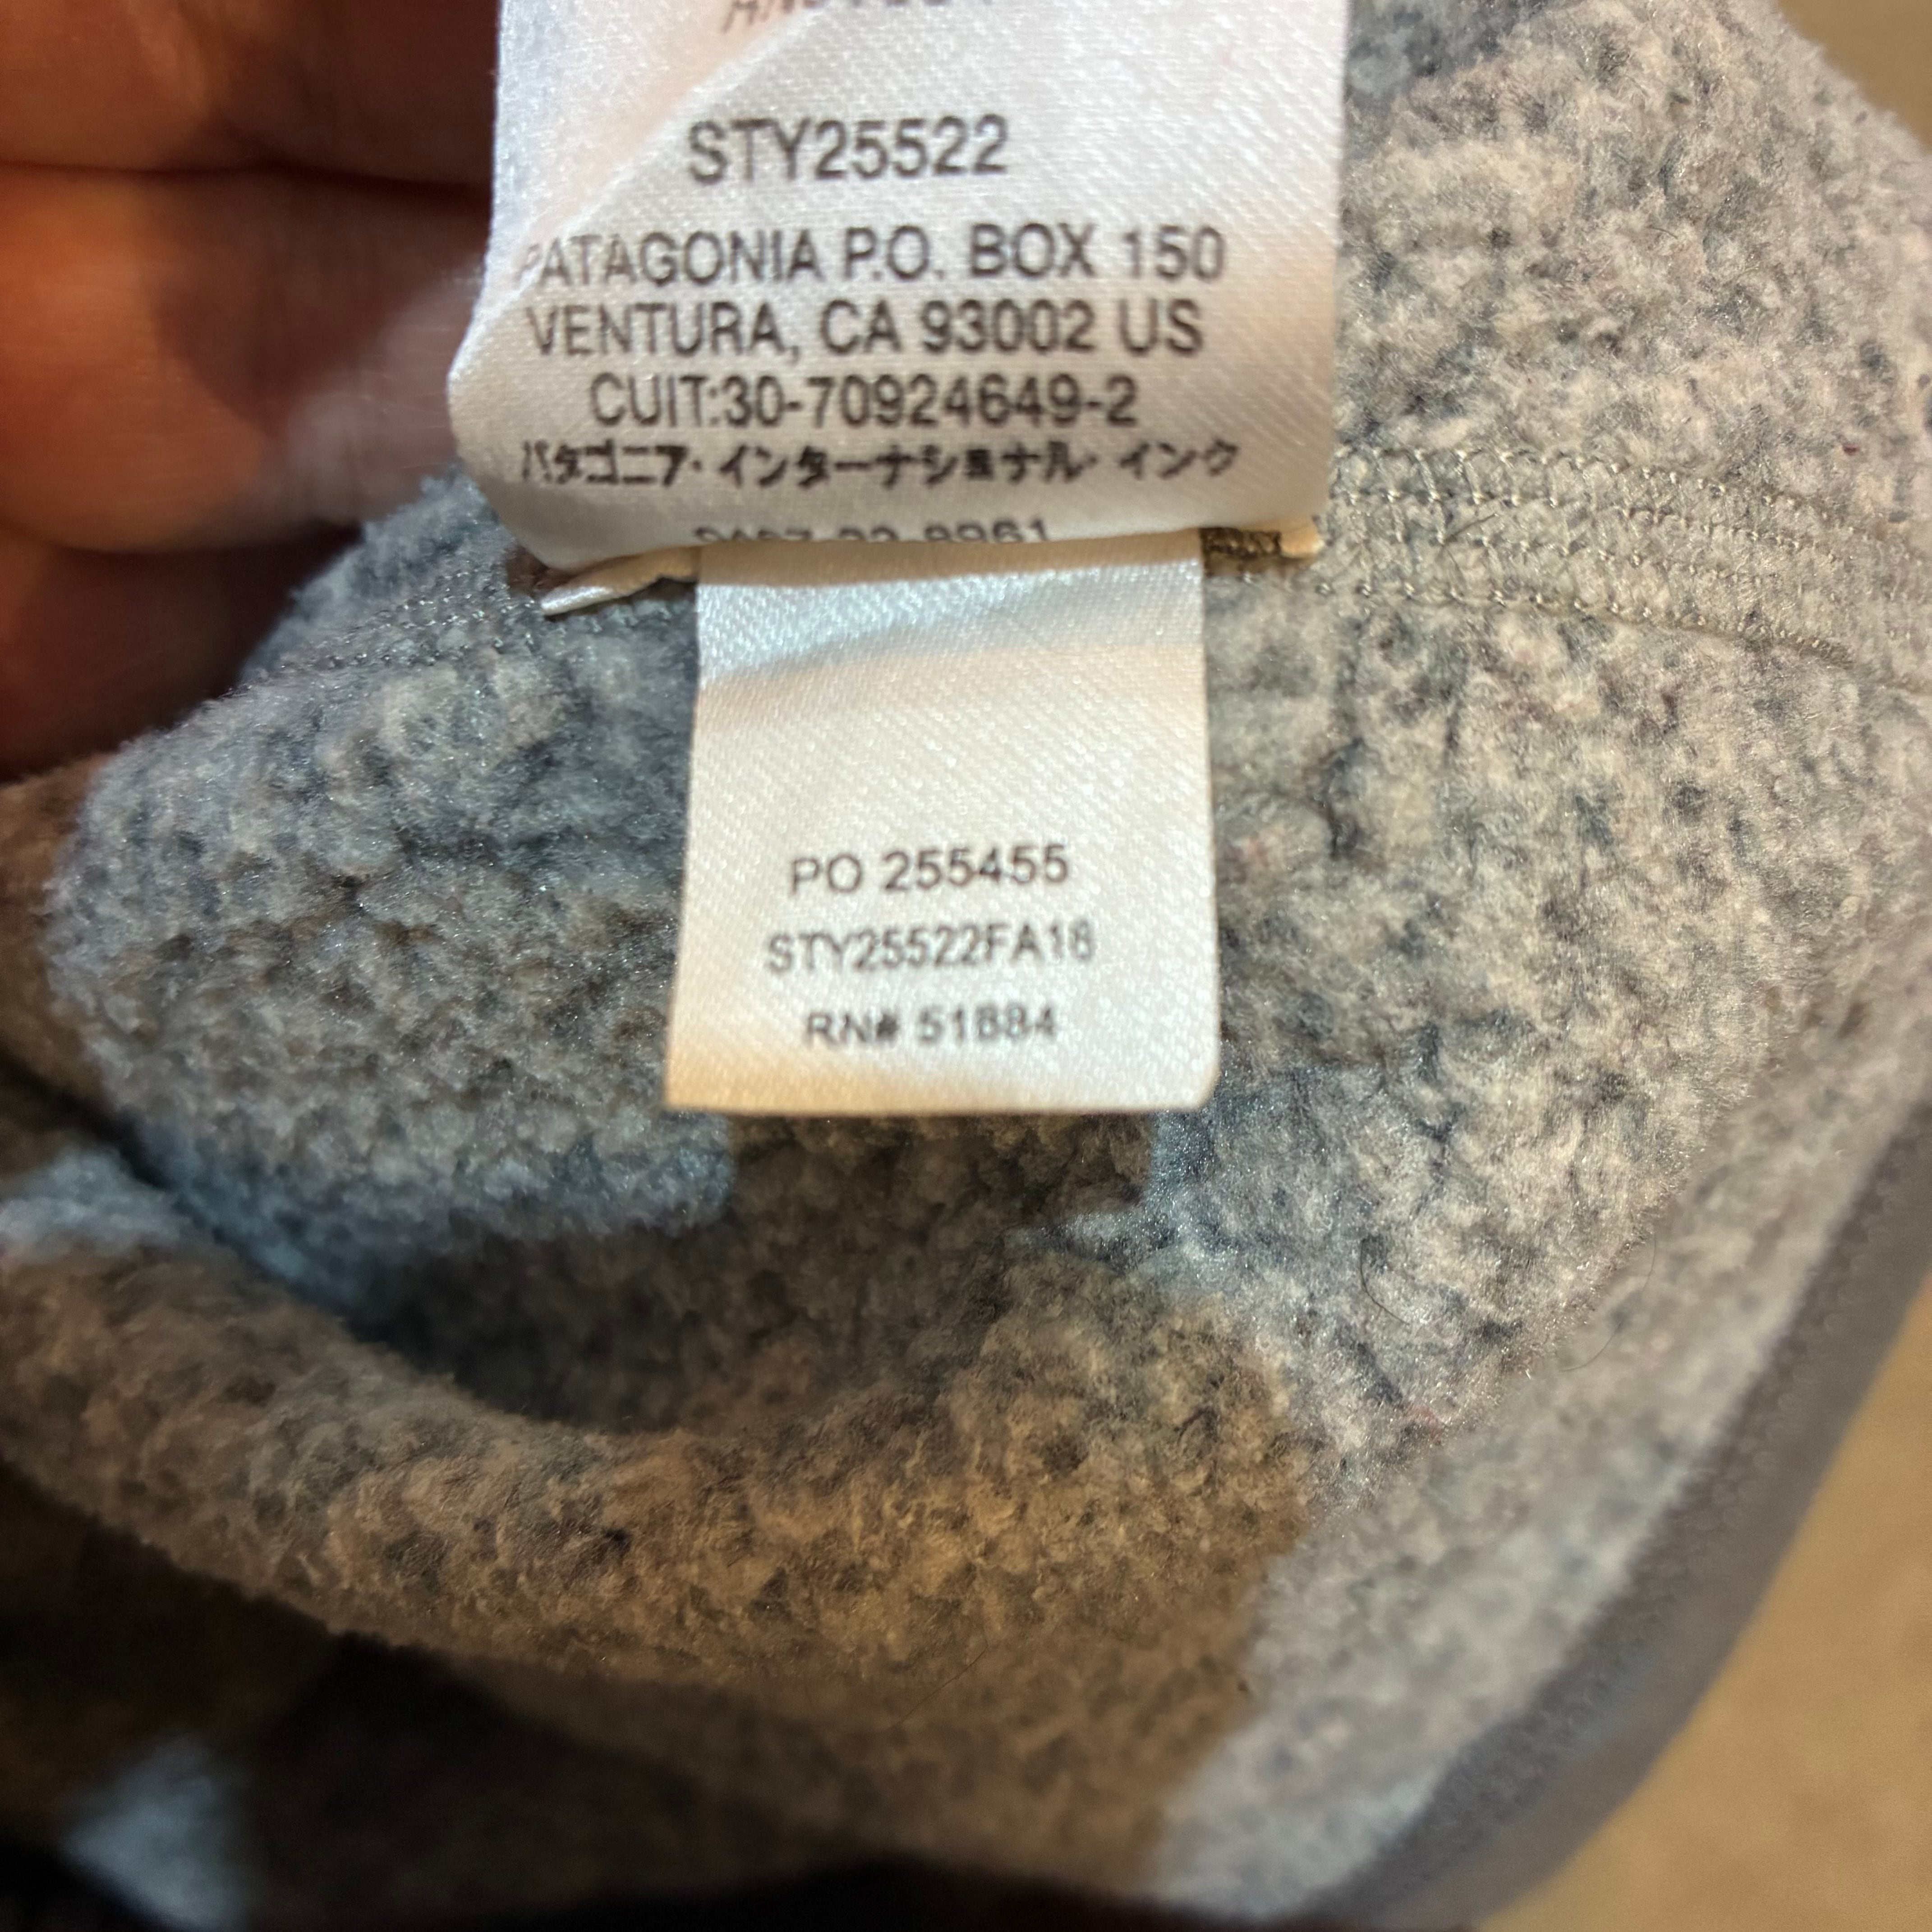 STY25522
PATAGONIA P.O. BOX 150
VENTURA, CA 93002 US
CUIT:30-70924649-2
パタゴニア・インターナショナル・インク
PO 255455
STY25522FA16
RN# 51884